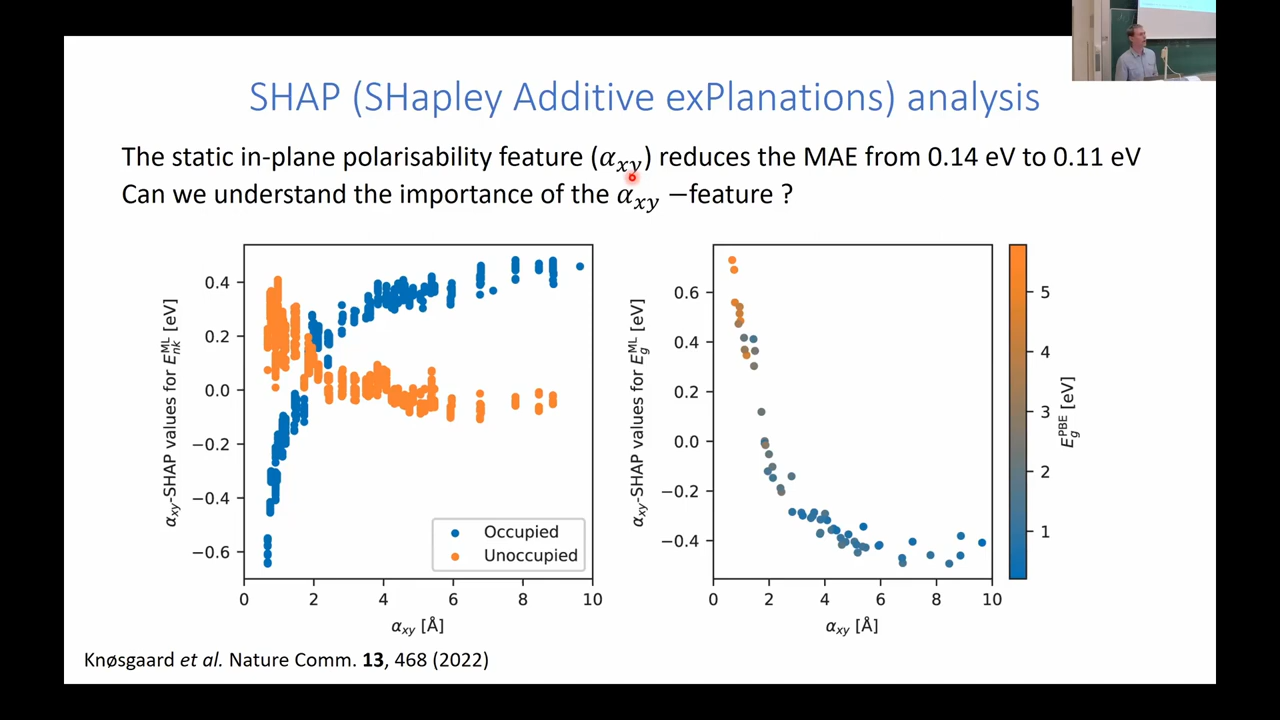 SHAP (SHapley Additive exPlanations) analysis
The static in-plane polarisability feature (αxy) reduces the MAE from 0.14 eV to 0.11 eV
Can we understand the importance of the αxy −feature ?
αxy-SHAP values for E^ML_nk [eV]
0.4
0.2
0.0
−0.2
−0.4
−0.6
Occupied
Unoccupied
0 2 4 6 8 10
αxy [Å]
αxy-SHAP values for E^ML_g [eV]
0.6
0.4
0.2
0.0
−0.2
−0.4
0 2 4 6 8 10
αxy [Å]
5
4
3
2
1
E^PBE_g [eV]
Knøsgaard et al. Nature Comm. 13, 468 (2022)